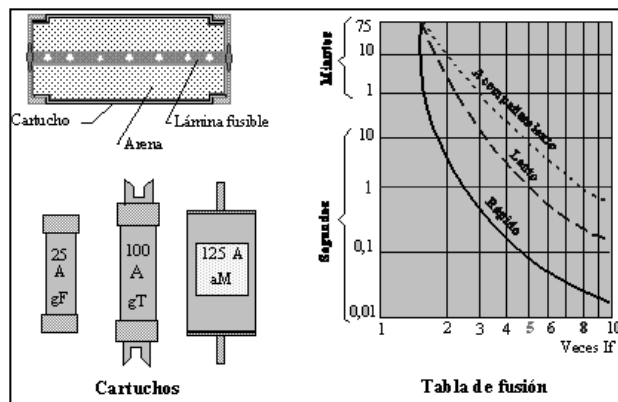 Cartucho
Arena
Lámina fusible
25
A
gF
100
A
gT
125 A
aM
Cartuchos
Minutos
Segundos
75
10
1
10
1
0,1
0,01
Acompañamiento
Lento
Rápido
1 2 3 4 5 6 8 10
Veces If
Tabla de fusión